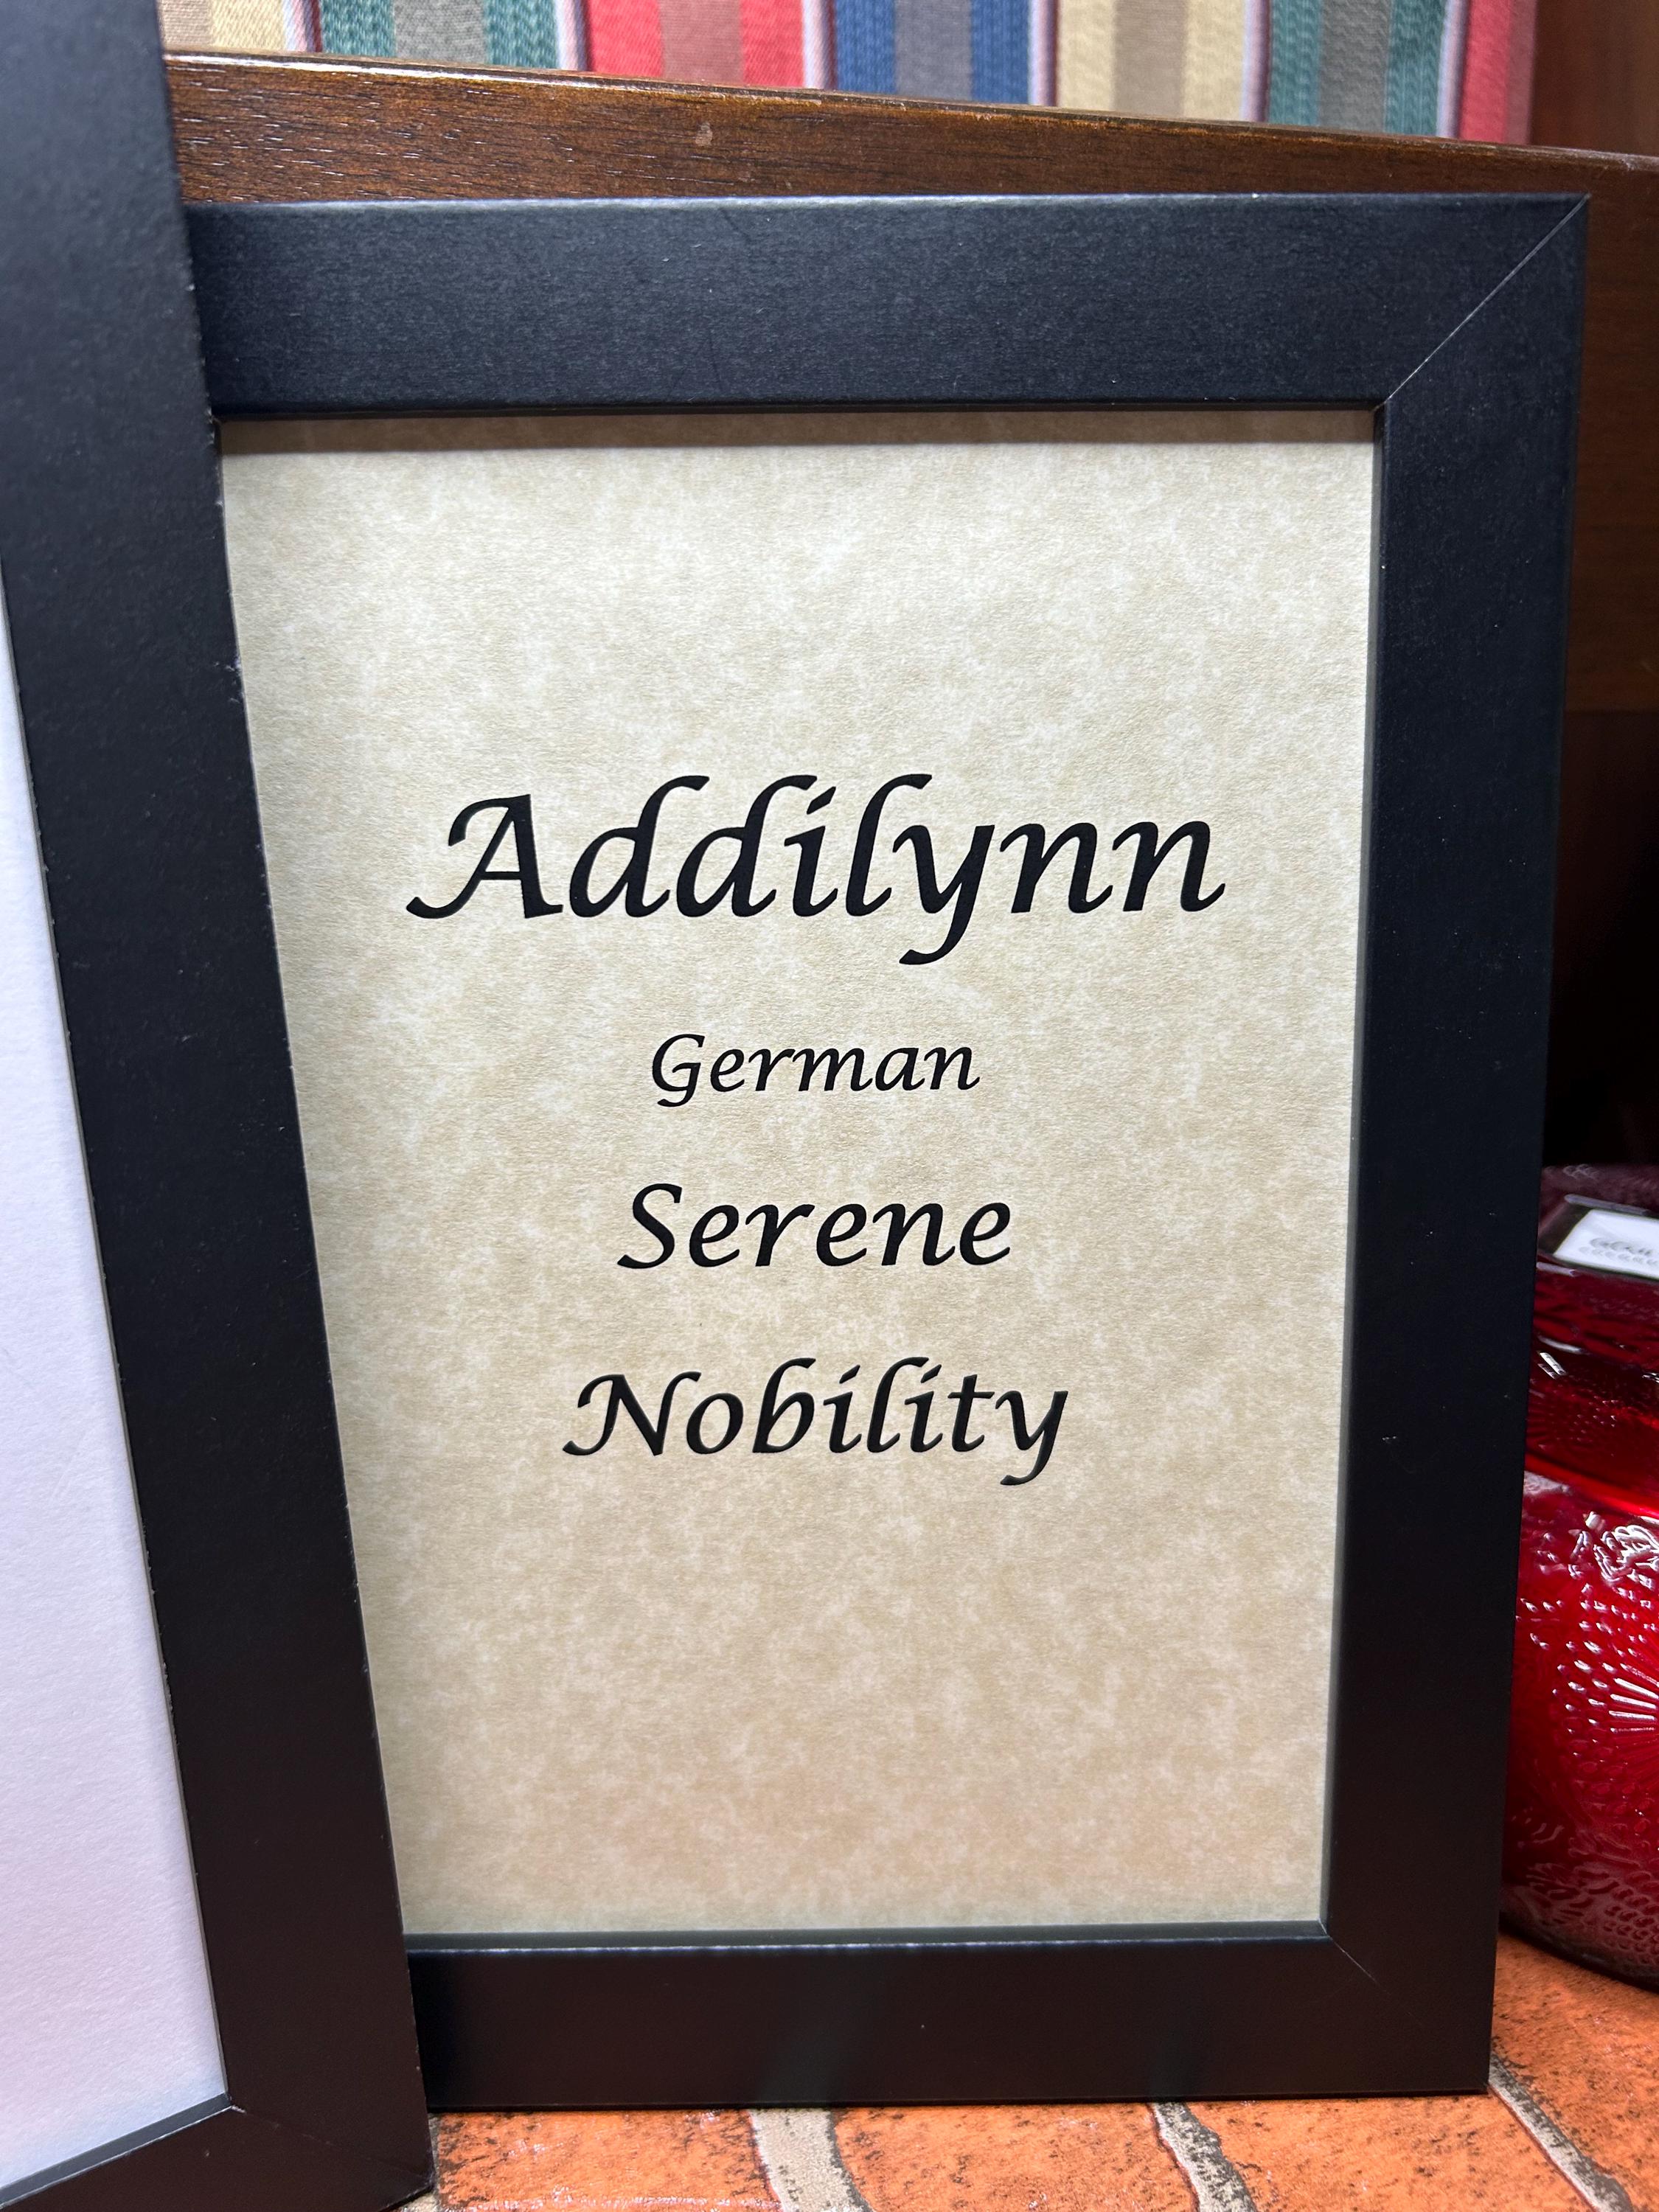 Addilynn
German
Serene
Nobility